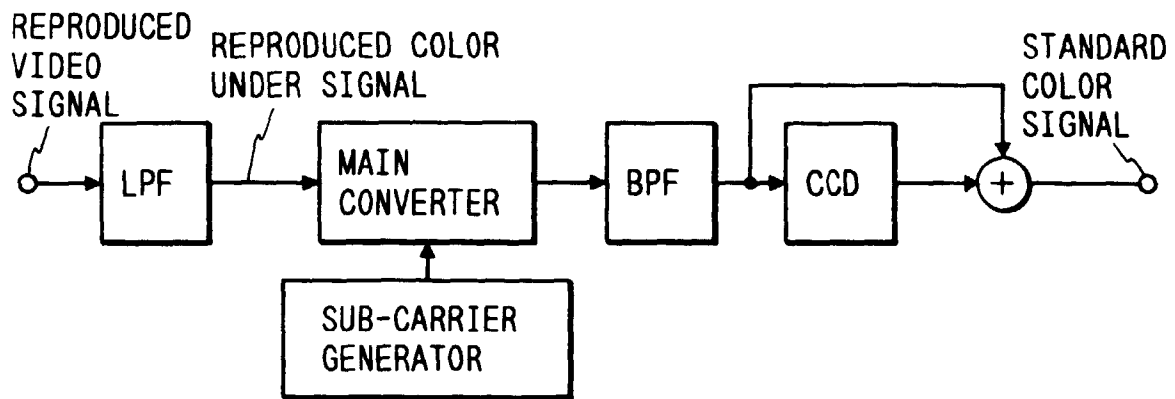 REPRODUCED
VIDEO
SIGNAL
REPRODUCED COLOR
UNDER SIGNAL
STANDARD
COLOR
SIGNAL
LPF
MAIN
CONVERTER
BPF
CCD
+
SUB-CARRIER
GENERATOR